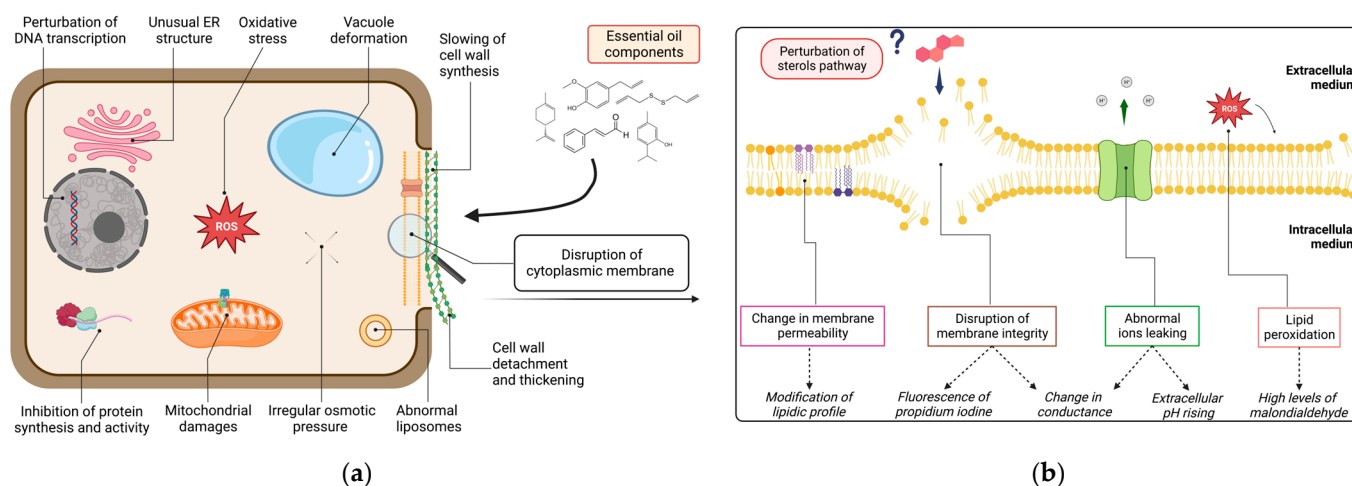 Perturbation of
DNA transcription
Unusual ER
structure
Oxidative
stress
Vacuole
deformation
Slowing of
cell wall
synthesis
Essential oil
components
O
HO
S
S
O
H
OH
ROS
Disruption of
cytoplasmic membrane
Cell wall
detachment
and thickening
Inhibition of protein
synthesis and activity
Mitochondrial
damages
Irregular osmotic
pressure
Abnormal
liposomes
(a)
Perturbation of
sterols pathway
?
Extracellular
medium
H⁺
H⁺
H⁺
ROS
Intracellular
medium
Change in membrane
permeability
Disruption of
membrane integrity
Abnormal
ions leaking
Lipid
peroxidation
Modification of
lipidic profile
Fluorescence of
propidium iodine
Change in
conductance
Extracellular
pH rising
High levels of
malondialdehyde
(b)